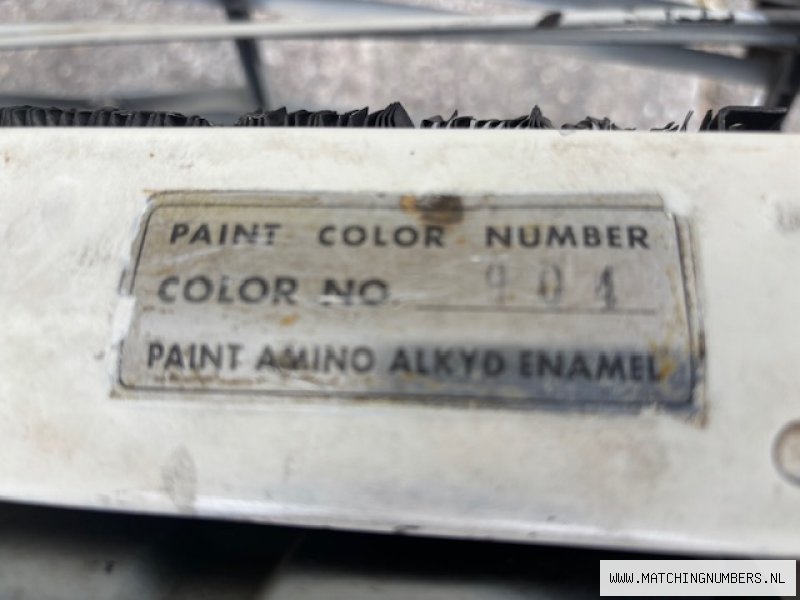 PAINT COLOR NUMBER
COLOR NO. 904
PAINT AMINO ALKYD ENAMEL
WWW.MATCHINGNUMBERS.NL